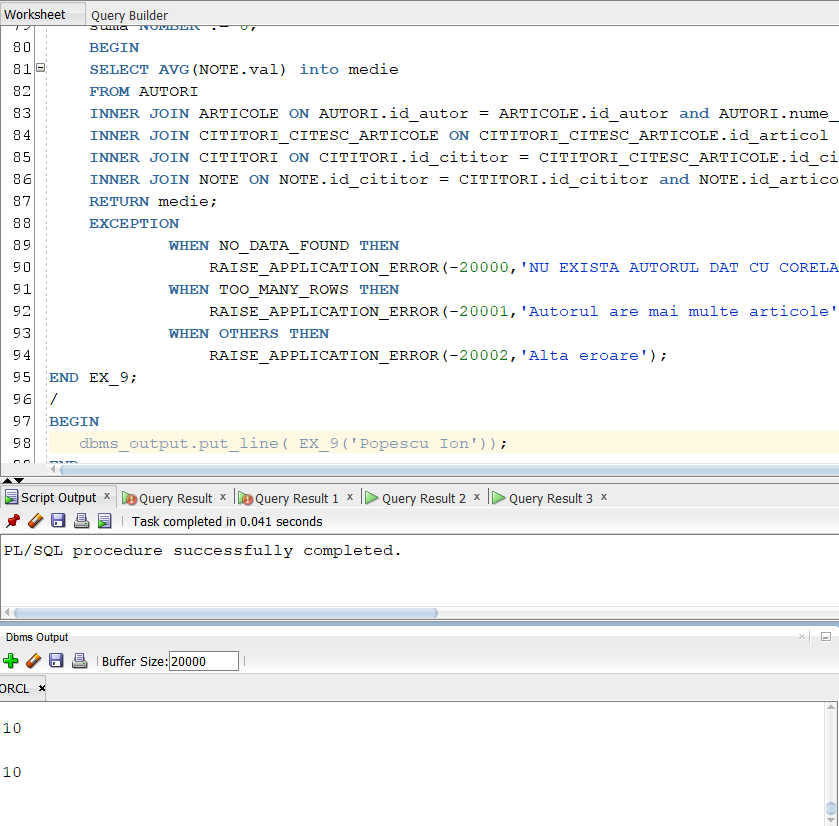 Worksheet Query Builder
79 suma NUMBER := 0;
80 BEGIN
81 SELECT AVG(NOTE.val) into medie
82 FROM AUTORI
83 INNER JOIN ARTICOLE ON AUTORI.id_autor = ARTICOLE.id_autor and AUTORI.nume_
84 INNER JOIN CITITORI_CITESC_ARTICOLE ON CITITORI_CITESC_ARTICOLE.id_articol
85 INNER JOIN CITITORI ON CITITORI.id_cititor = CITITORI_CITESC_ARTICOLE.id_ci
86 INNER JOIN NOTE ON NOTE.id_cititor = CITITORI.id_cititor and NOTE.id_artico
87 RETURN medie;
88 EXCEPTION
89 WHEN NO_DATA_FOUND THEN
90 RAISE_APPLICATION_ERROR(-20000,'NU EXISTA AUTORUL DAT CU CORELA
91 WHEN TOO_MANY_ROWS THEN
92 RAISE_APPLICATION_ERROR(-20001,'Autorul are mai multe articole'
93 WHEN OTHERS THEN
94 RAISE_APPLICATION_ERROR(-20002,'Alta eroare');
95 END EX_9;
96 /
97 BEGIN
98 dbms_output.put_line( EX_9('Popescu Ion'));
99 END
Script Output x Query Result x Query Result 1 x Query Result 2 x Query Result 3 x
Task completed in 0.041 seconds
PL/SQL procedure successfully completed.
Dbms Output
Buffer Size: 20000
ORCL x
10
10